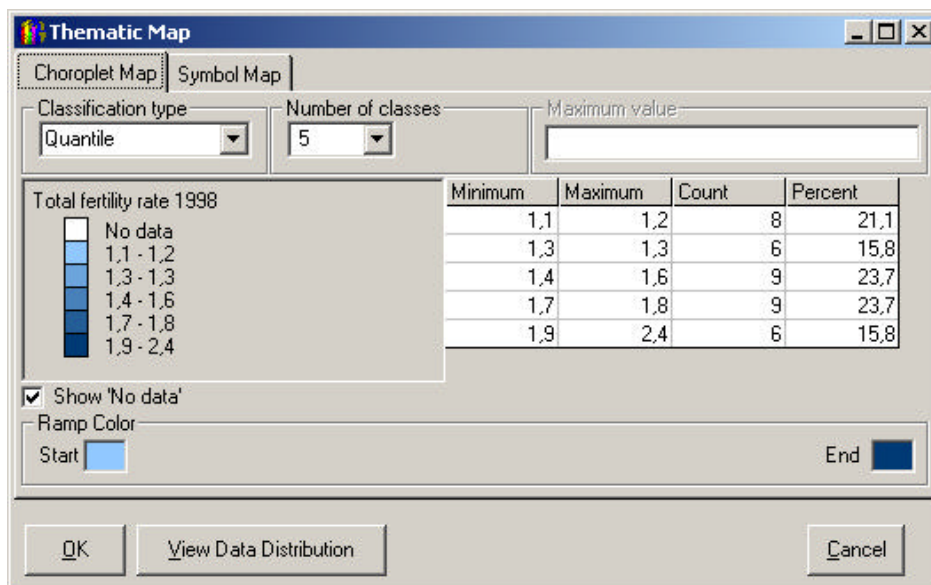 Thematic Map
Choroplet Map Symbol Map
Classification type Number of classes Maximum value
Quantile 5
Total fertility rate 1998
No data
1,1 - 1,2
1,3 - 1,3
1,4 - 1,6
1,7 - 1,8
1,9 - 2,4
Minimum Maximum Count Percent
1,1 1,2 8 21,1
1,3 1,3 6 15,8
1,4 1,6 9 23,7
1,7 1,8 9 23,7
1,9 2,4 6 15,8
Show 'No data'
Ramp Color
Start End
OK View Data Distribution Cancel